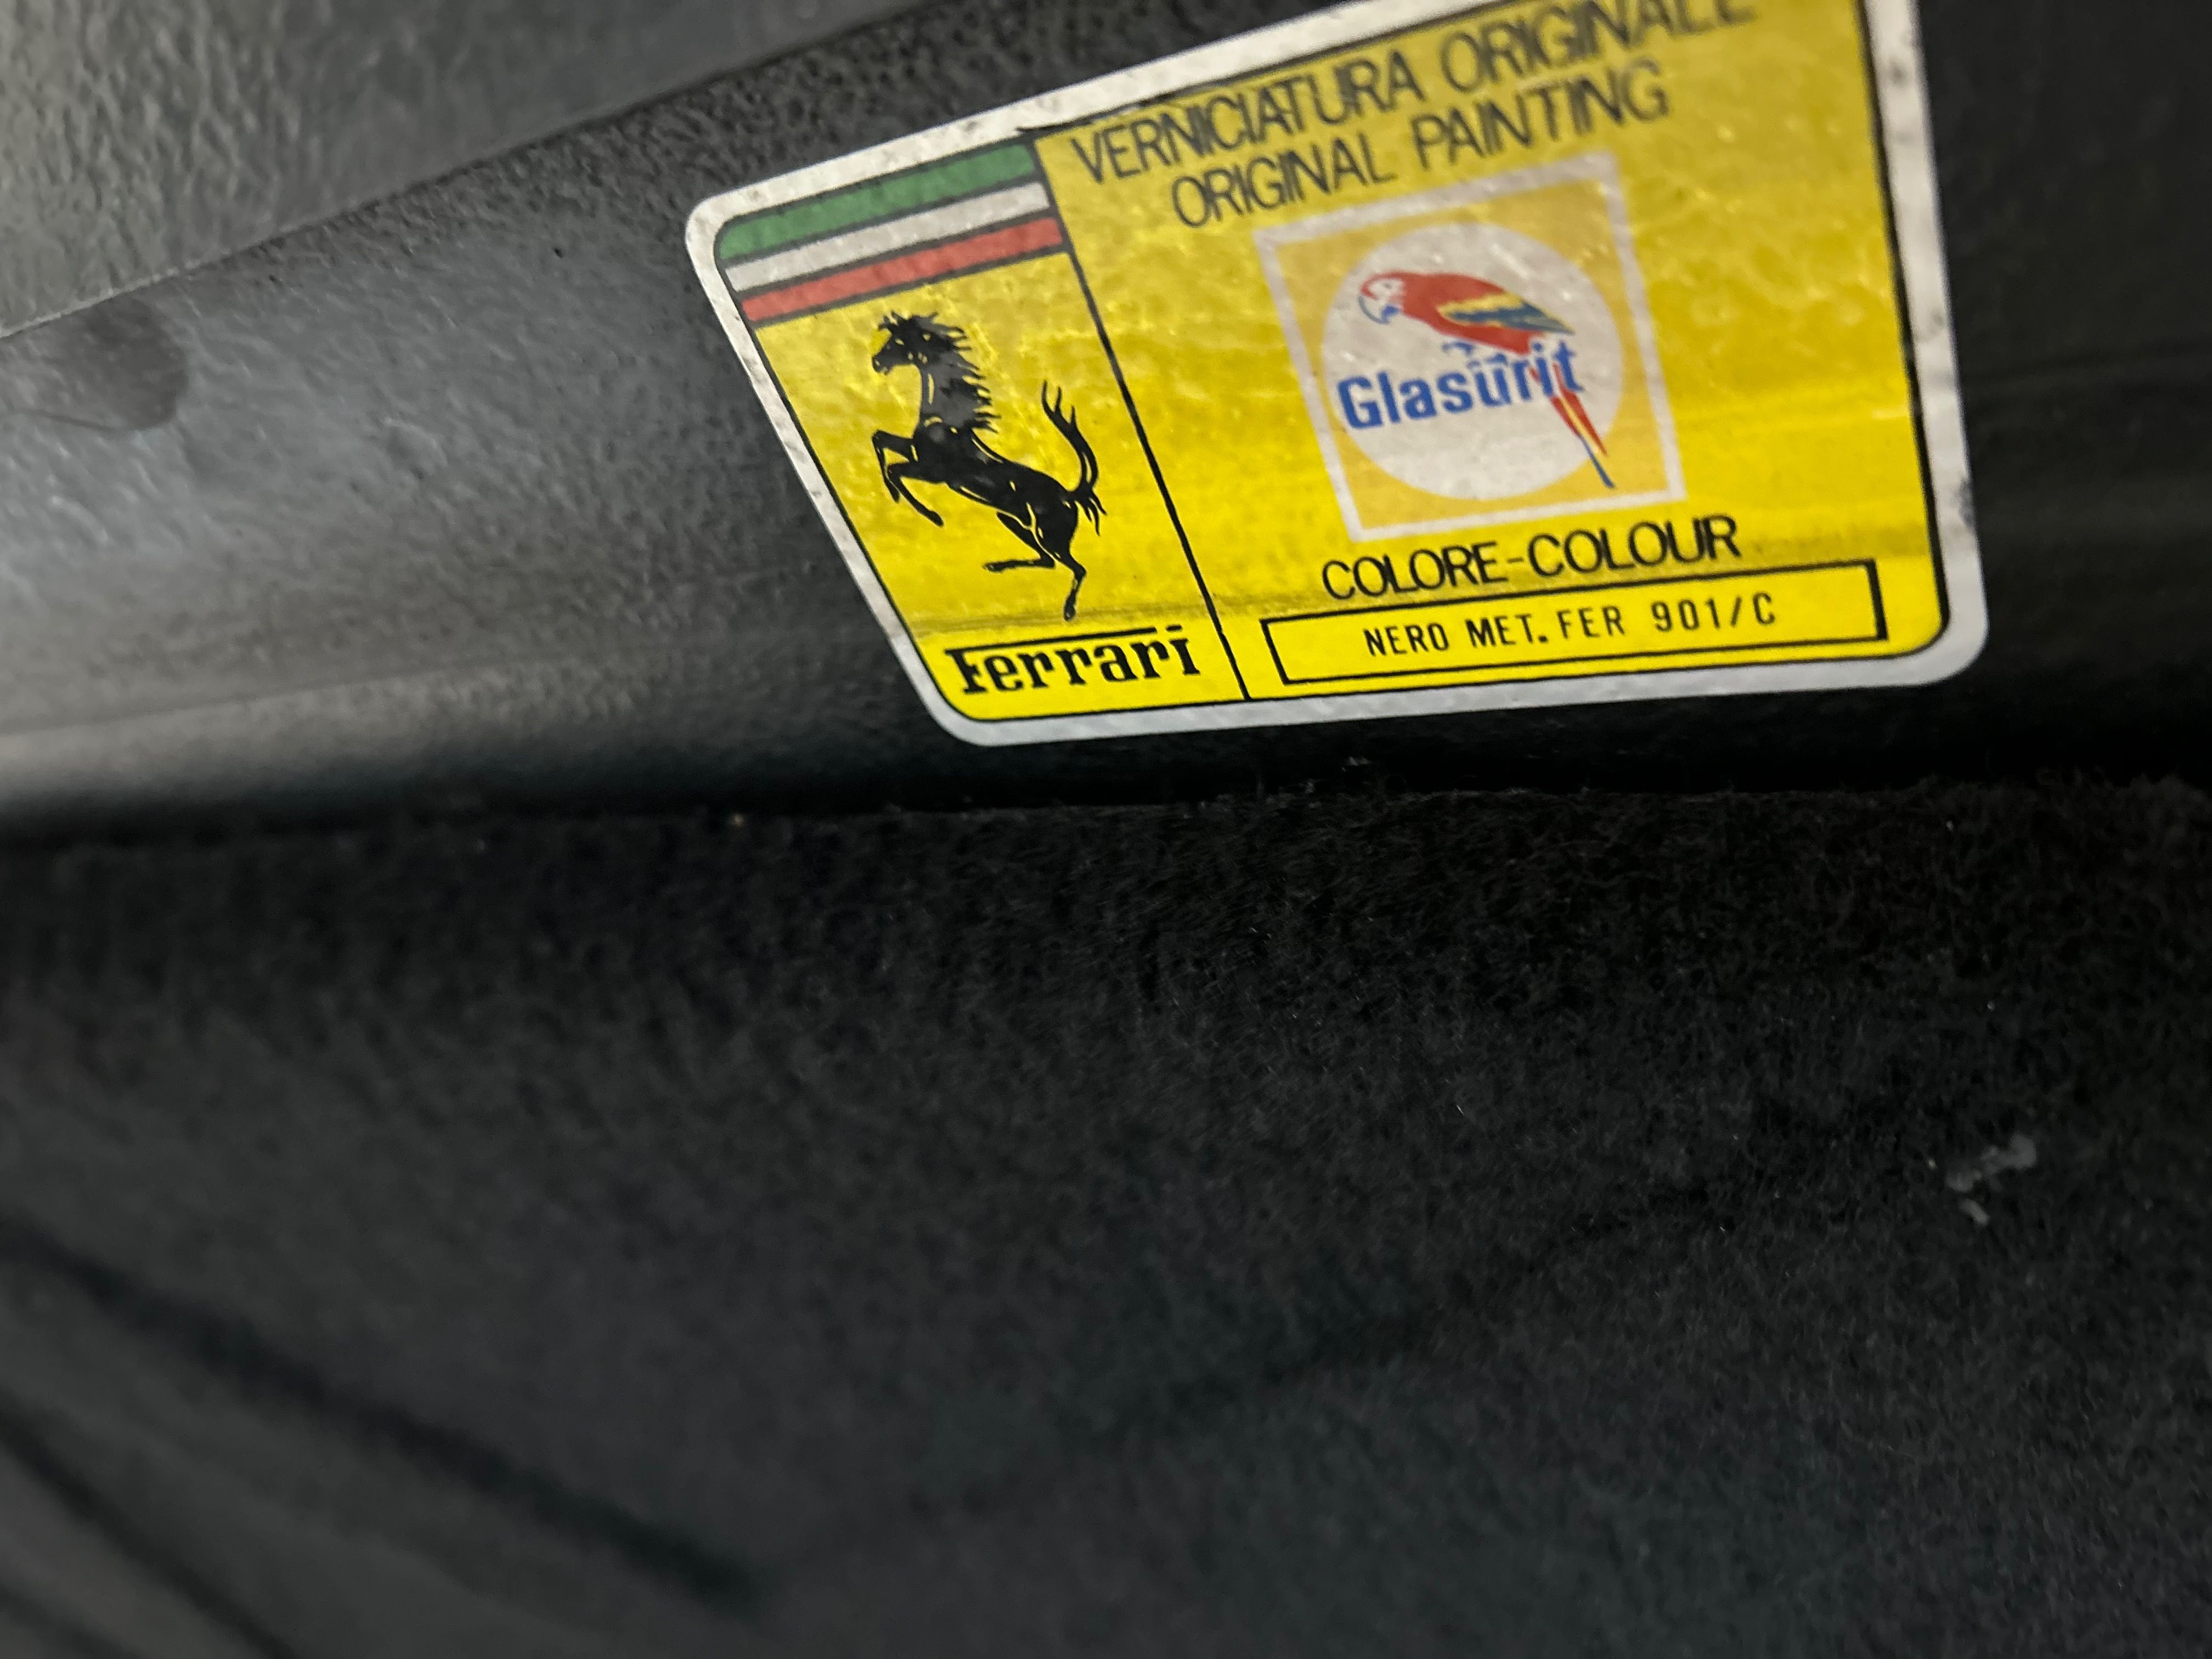 VERNICIATURA ORIGINALE
ORIGINAL PAINTING
Glasurit
COLORE-COLOUR
NERO MET. FER 901/C
Ferrari